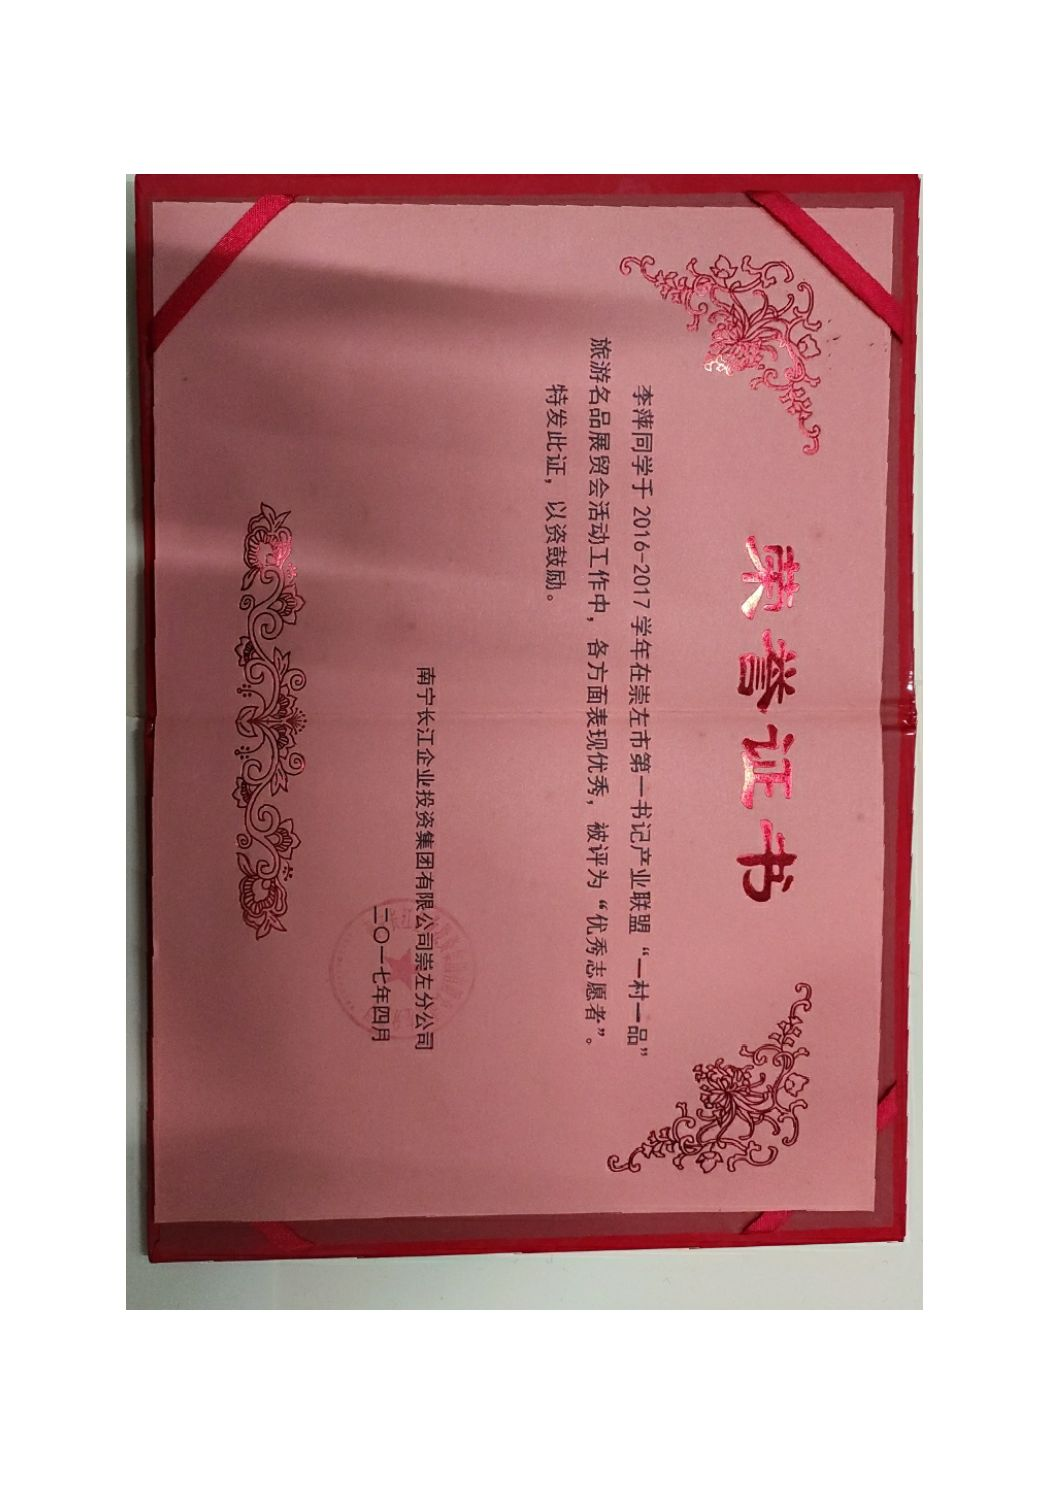 荣誉证书
李萍同学于2016-2017学年在崇左市第一书记产业联盟“一村一品”
旅游名品展贸会活动工作中，各方面表现优秀，被评为“优秀志愿者”。
特发此证，以资鼓励。
南宁长江企业投资集团有限公司崇左分公司
二〇一七年四月